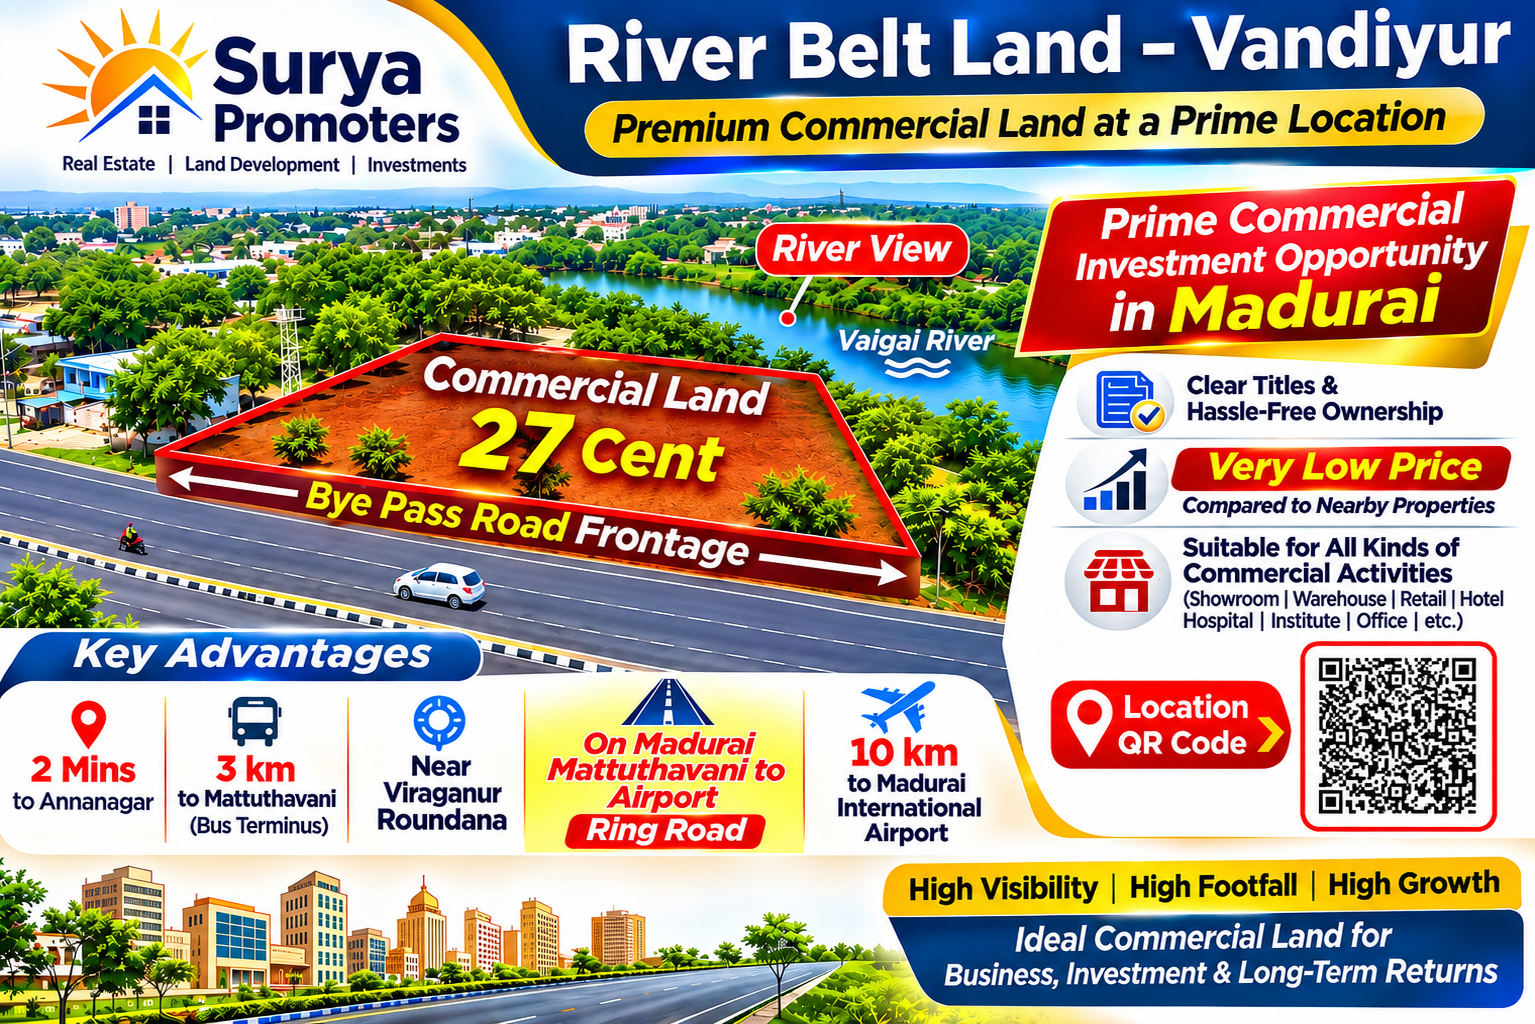 Surya
Promoters
Real Estate | Land Development | Investments
River Belt Land – Vandiyur
Premium Commercial Land at a Prime Location
River View
Vaigai River
Commercial Land
27 Cent
Bye Pass Road Frontage
Prime Commercial
Investment Opportunity
in Madurai
Clear Titles &
Hassle-Free Ownership
Very Low Price
Compared to Nearby Properties
Suitable for All Kinds of
Commercial Activities
(Showroom | Warehouse | Retail | Hotel
Hospital | Institute | Office | etc.)
Location
QR Code
Key Advantages
2 Mins
to Annanagar
3 km
to Mattuthavani
(Bus Terminus)
Near
Viraganur
Roundana
On Madurai
Mattuthavani to
Airport
Ring Road
10 km
to Madurai
International
Airport
High Visibility | High Footfall | High Growth
Ideal Commercial Land for
Business, Investment & Long-Term Returns